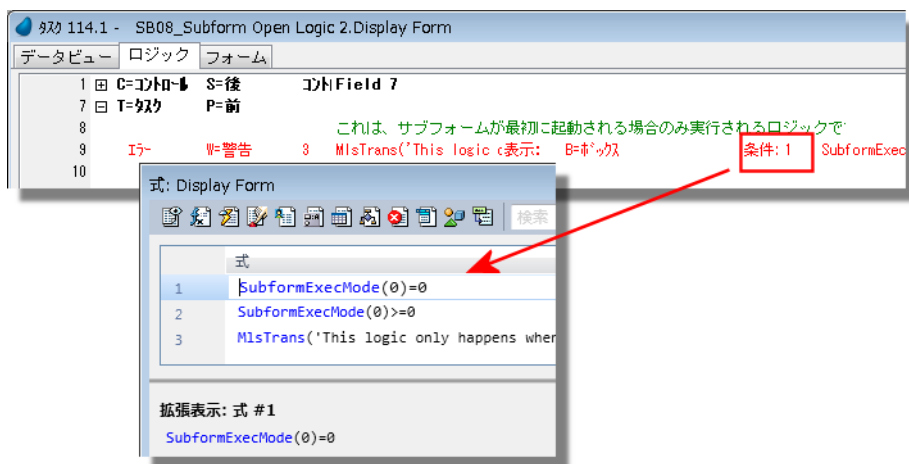 ﾀｽｸ 114.1 -   SB08_Subform Open Logic 2.Display Form
データビュー ロジック フォーム
1 C=ｺﾝﾄﾛｰﾙ S=後 ｺﾝﾄ Field 7
7 T=ﾀｽｸ P=前
8 これは、サブフォームが最初に起動される場合のみ実行されるロジックで
9 ｴﾗｰ W=警告 3 MlsTrans('This logic c表示: B=ﾎﾞｯｸｽ 条件: 1 SubformExec
10
式: Display Form
検索
式
1 SubformExecMode(0)=0
2 SubformExecMode(0)>=0
3 MlsTrans('This logic only happens when
拡張表示: 式 #1
SubformExecMode(0)=0